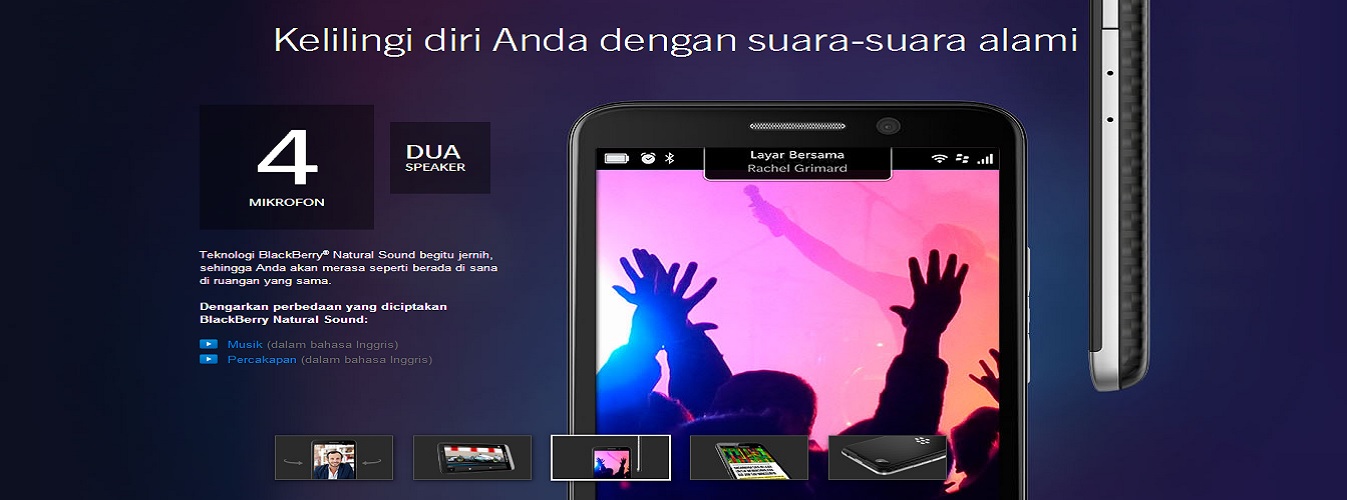 Kelilingi diri Anda dengan suara-suara alami
4
MIKROFON
DUA
SPEAKER
Layar Bersama
Rachel Grimard
Teknologi BlackBerry® Natural Sound begitu jernih,
sehingga Anda akan merasa seperti berada di sana
di ruangan yang sama.
Dengarkan perbedaan yang diciptakan
BlackBerry Natural Sound:
Musik (dalam bahasa Inggris)
Percakapan (dalam bahasa Inggris)